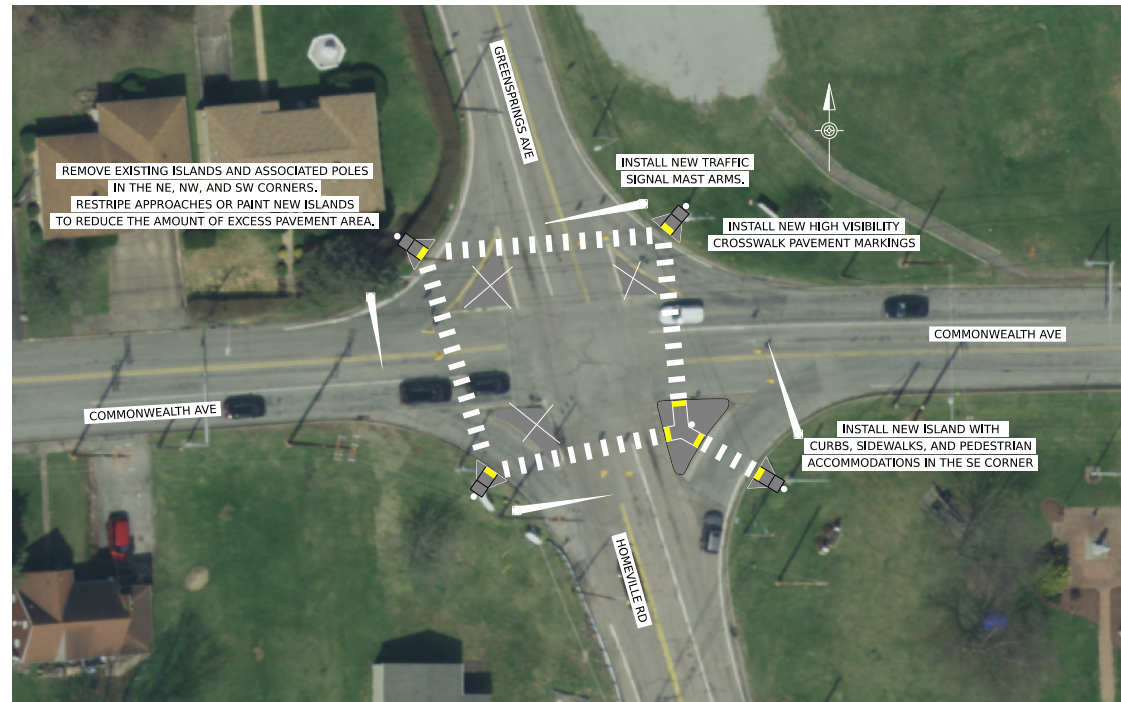 GREENSPRINGS AVE
REMOVE EXISTING ISLANDS AND ASSOCIATED POLES
IN THE NE, NW, AND SW CORNERS.
RESTRIPE APPROACHES OR PAINT NEW ISLANDS
TO REDUCE THE AMOUNT OF EXCESS PAVEMENT AREA.
INSTALL NEW TRAFFIC
SIGNAL MAST ARMS.
INSTALL NEW HIGH VISIBILITY
CROSSWALK PAVEMENT MARKINGS
COMMONWEALTH AVE
COMMONWEALTH AVE
INSTALL NEW ISLAND WITH
CURBS, SIDEWALKS, AND PEDESTRIAN
ACCOMMODATIONS IN THE SE CORNER
HOMEVILLE RD